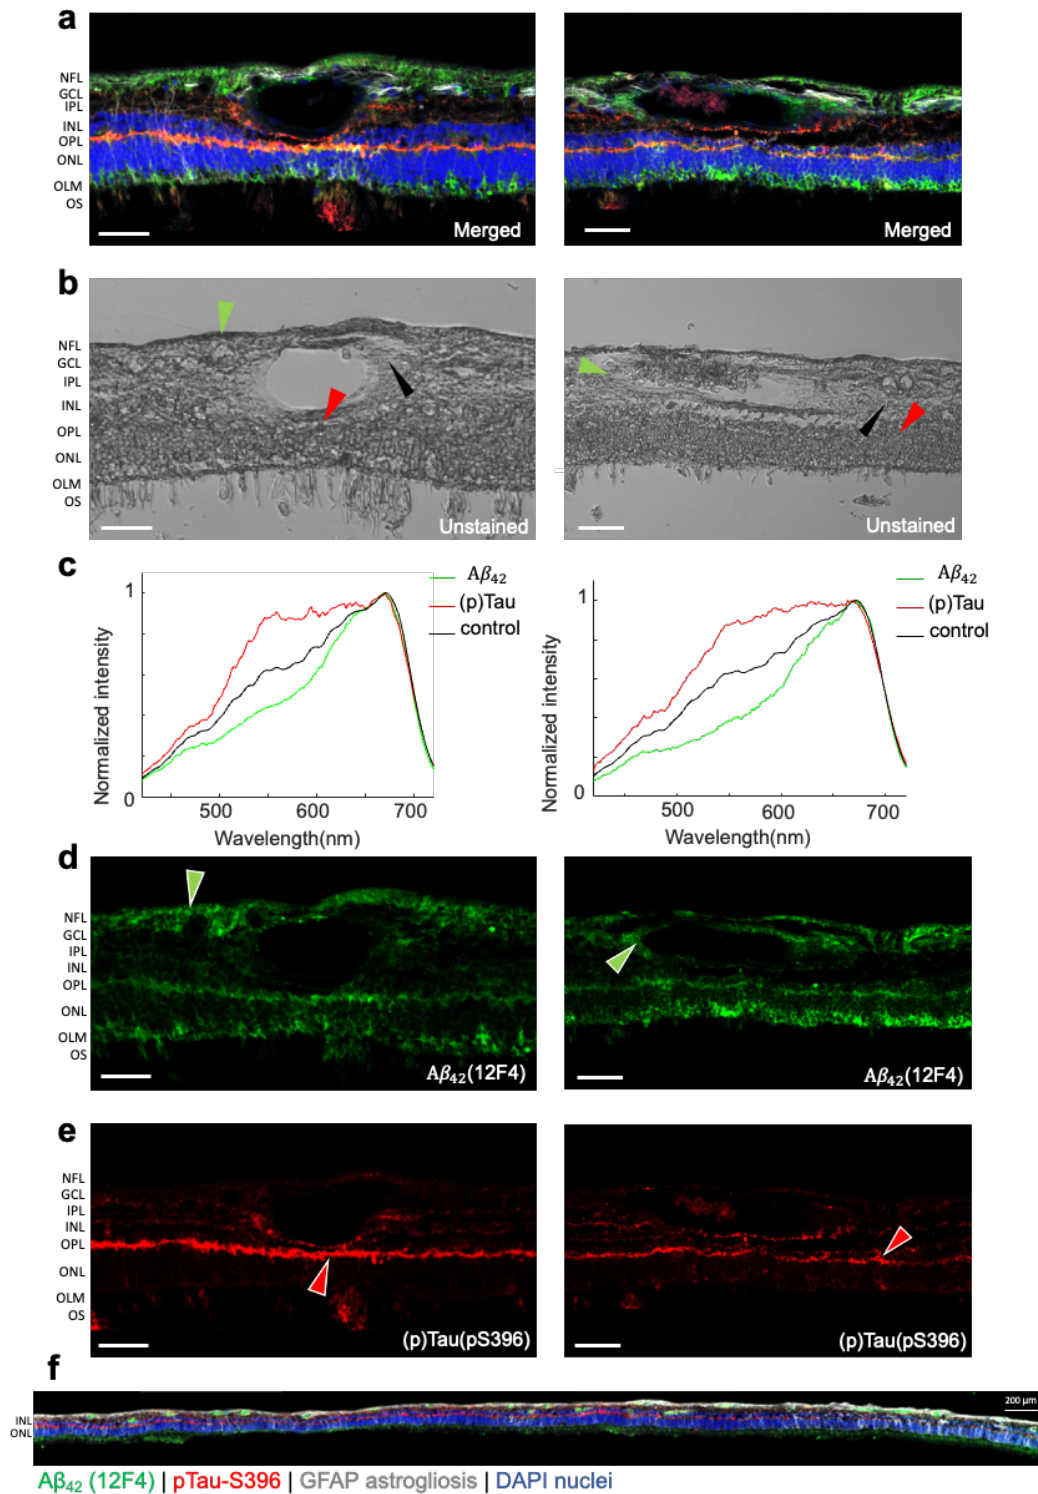 a
NFL
GCL
IPL
INL
OPL
ONL
OLM
OS
Merged
Merged
b
NFL
GCL
IPL
INL
OPL
ONL
OLM
OS
Unstained
Unstained
c
Aβ₄₂
(p)Tau
control
1
0
Normalized intensity
500 600 700
Wavelength(nm)
Aβ₄₂
(p)Tau
control
1
0
Normalized intensity
500 600 700
Wavelength(nm)
d
NFL
GCL
IPL
INL
OPL
ONL
OLM
OS
Aβ₄₂(12F4)
Aβ₄₂(12F4)
e
NFL
GCL
IPL
INL
OPL
ONL
OLM
OS
(p)Tau(pS396)
(p)Tau(pS396)
f
200 µm
INL
ONL
Aβ₄₂ (12F4) | pTau-S396 | GFAP astrogliosis | DAPI nuclei